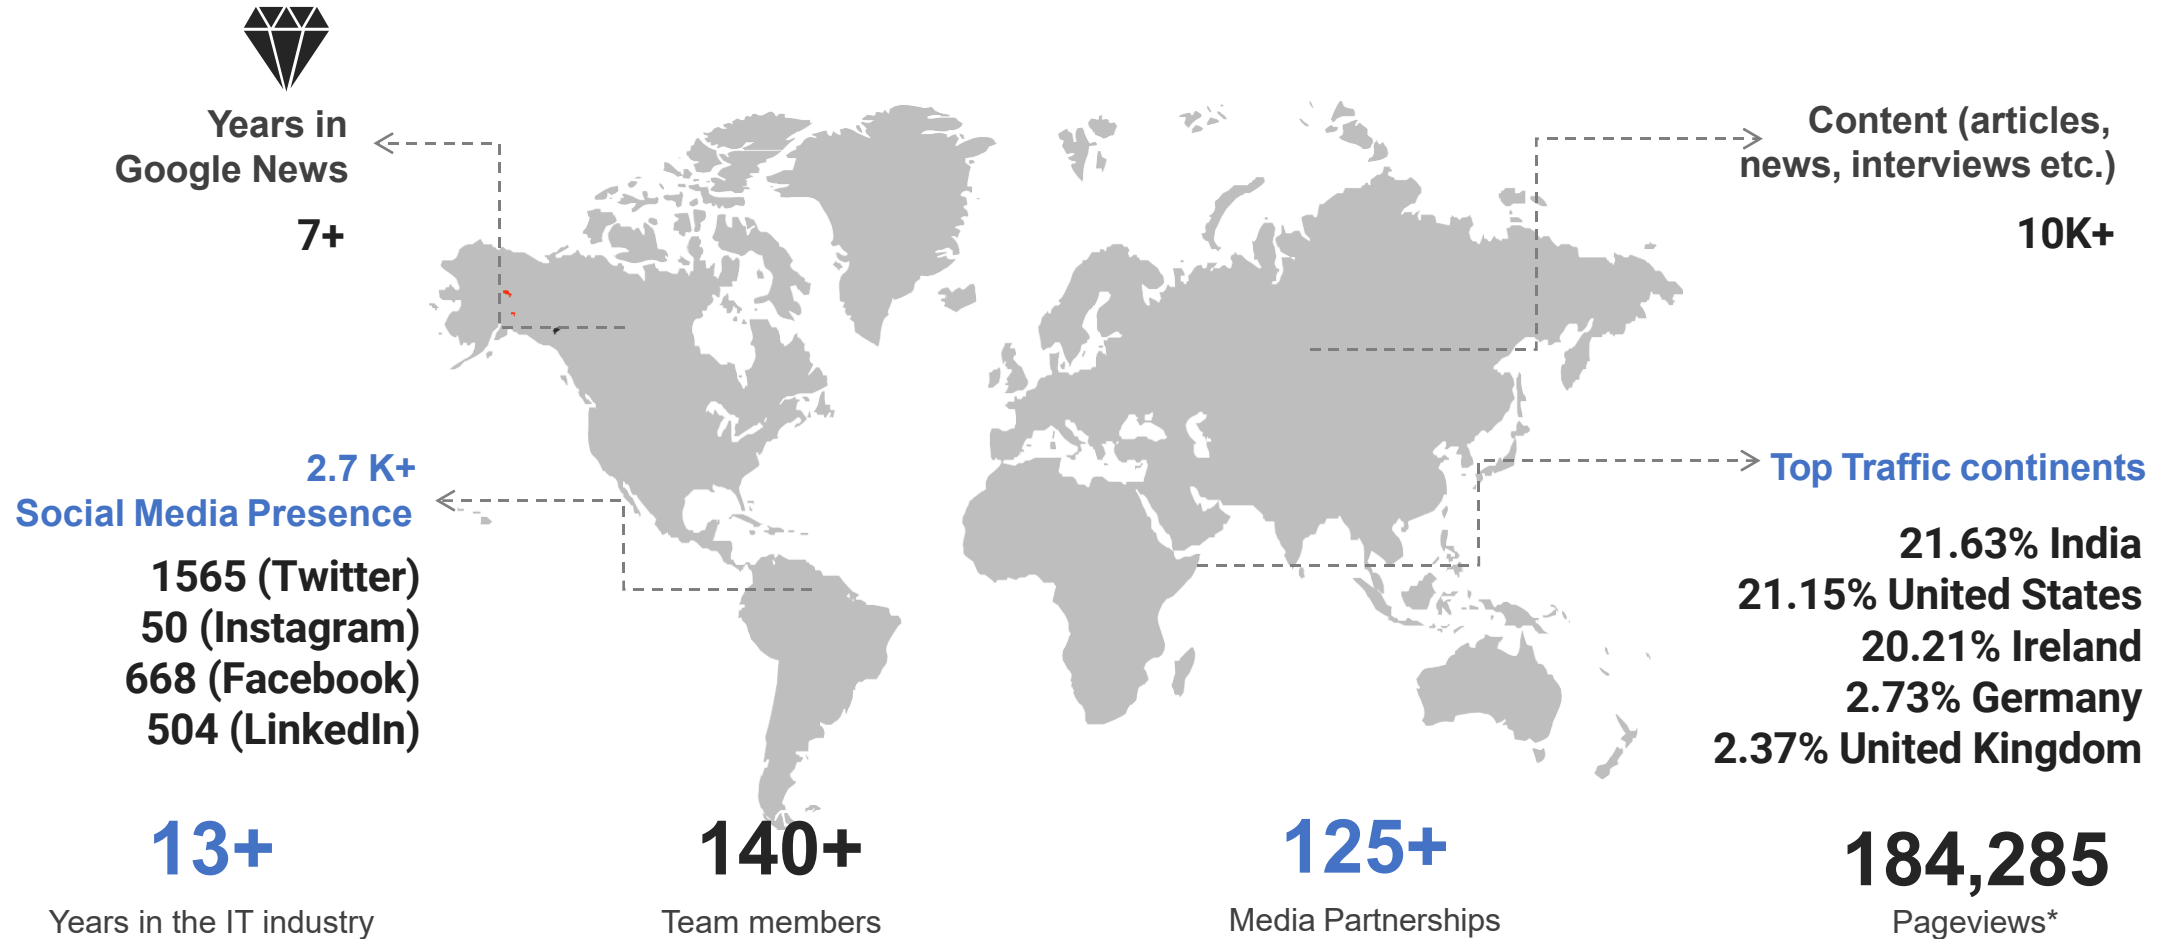 Years in
Google News
7+
Content (articles,
news, interviews etc.)
10K+
2.7 K+
Social Media Presence
1565 (Twitter)
50 (Instagram)
668 (Facebook)
504 (LinkedIn)
Top Traffic continents
21.63% India
21.15% United States
20.21% Ireland
2.73% Germany
2.37% United Kingdom
13+
Years in the IT industry
140+
Team members
125+
Media Partnerships
184,285
Pageviews*